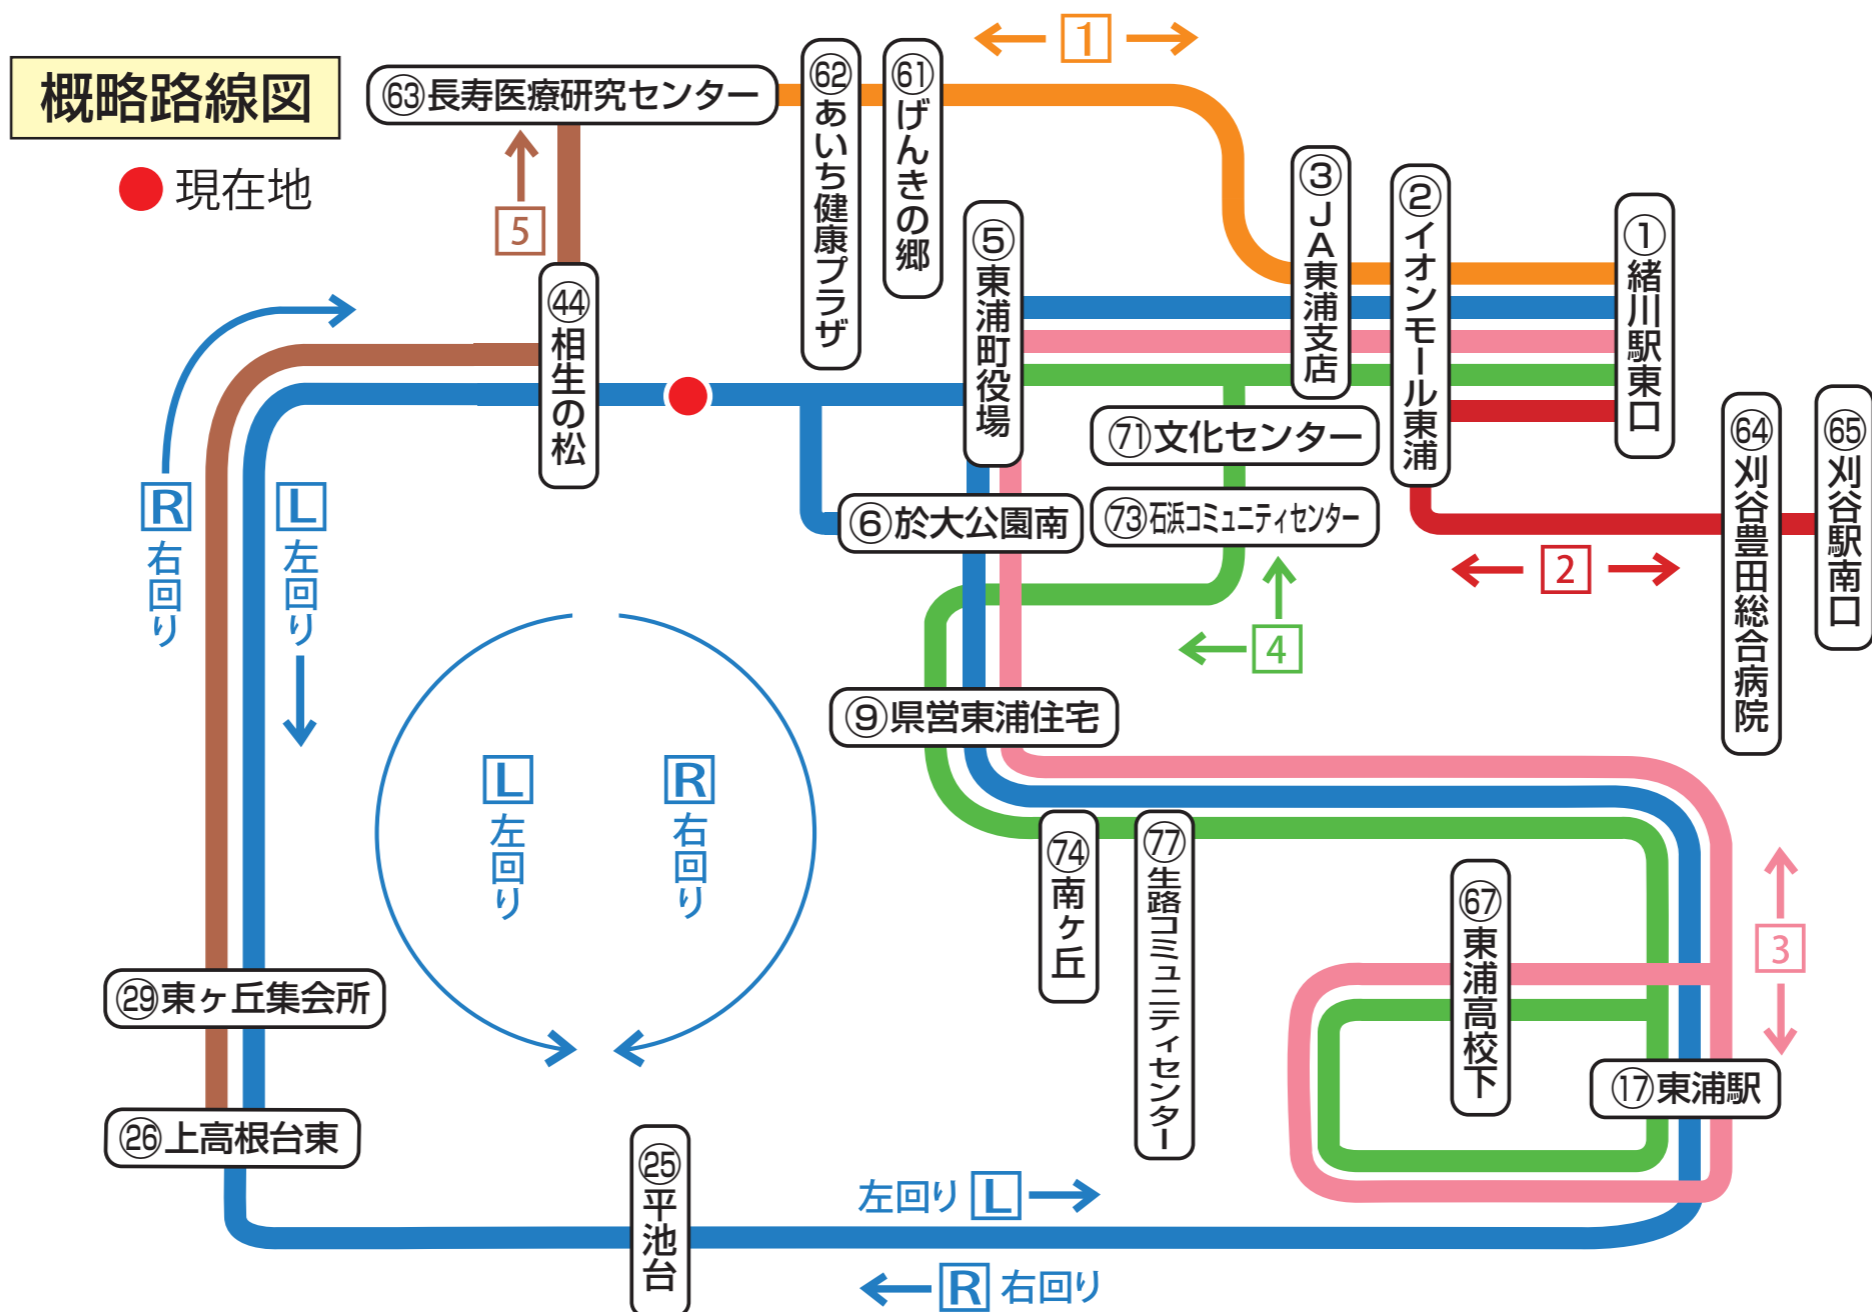 概略路線図
現在地
1
㊿+⑬長寿医療研究センター
62あいち健康プラザ
61げんきの郷
③JA東浦支店
②イオンモール東浦
①緒川駅東口
⑤東浦町役場
5
㊹相生の松
71文化センター
73石浜コミュニティセンター
64刈谷豊田総合病院
65刈谷駅南口
⑥於大公園南
R右回り
L左回り
2
4
⑨県営東浦住宅
L左回り
R右回り
74南ヶ丘
77生路コミュニティセンター
67東浦高校下
3
㉙東ヶ丘集会所
⑰東浦駅
㉖上高根台東
㉕平池台
左回りL
R右回り